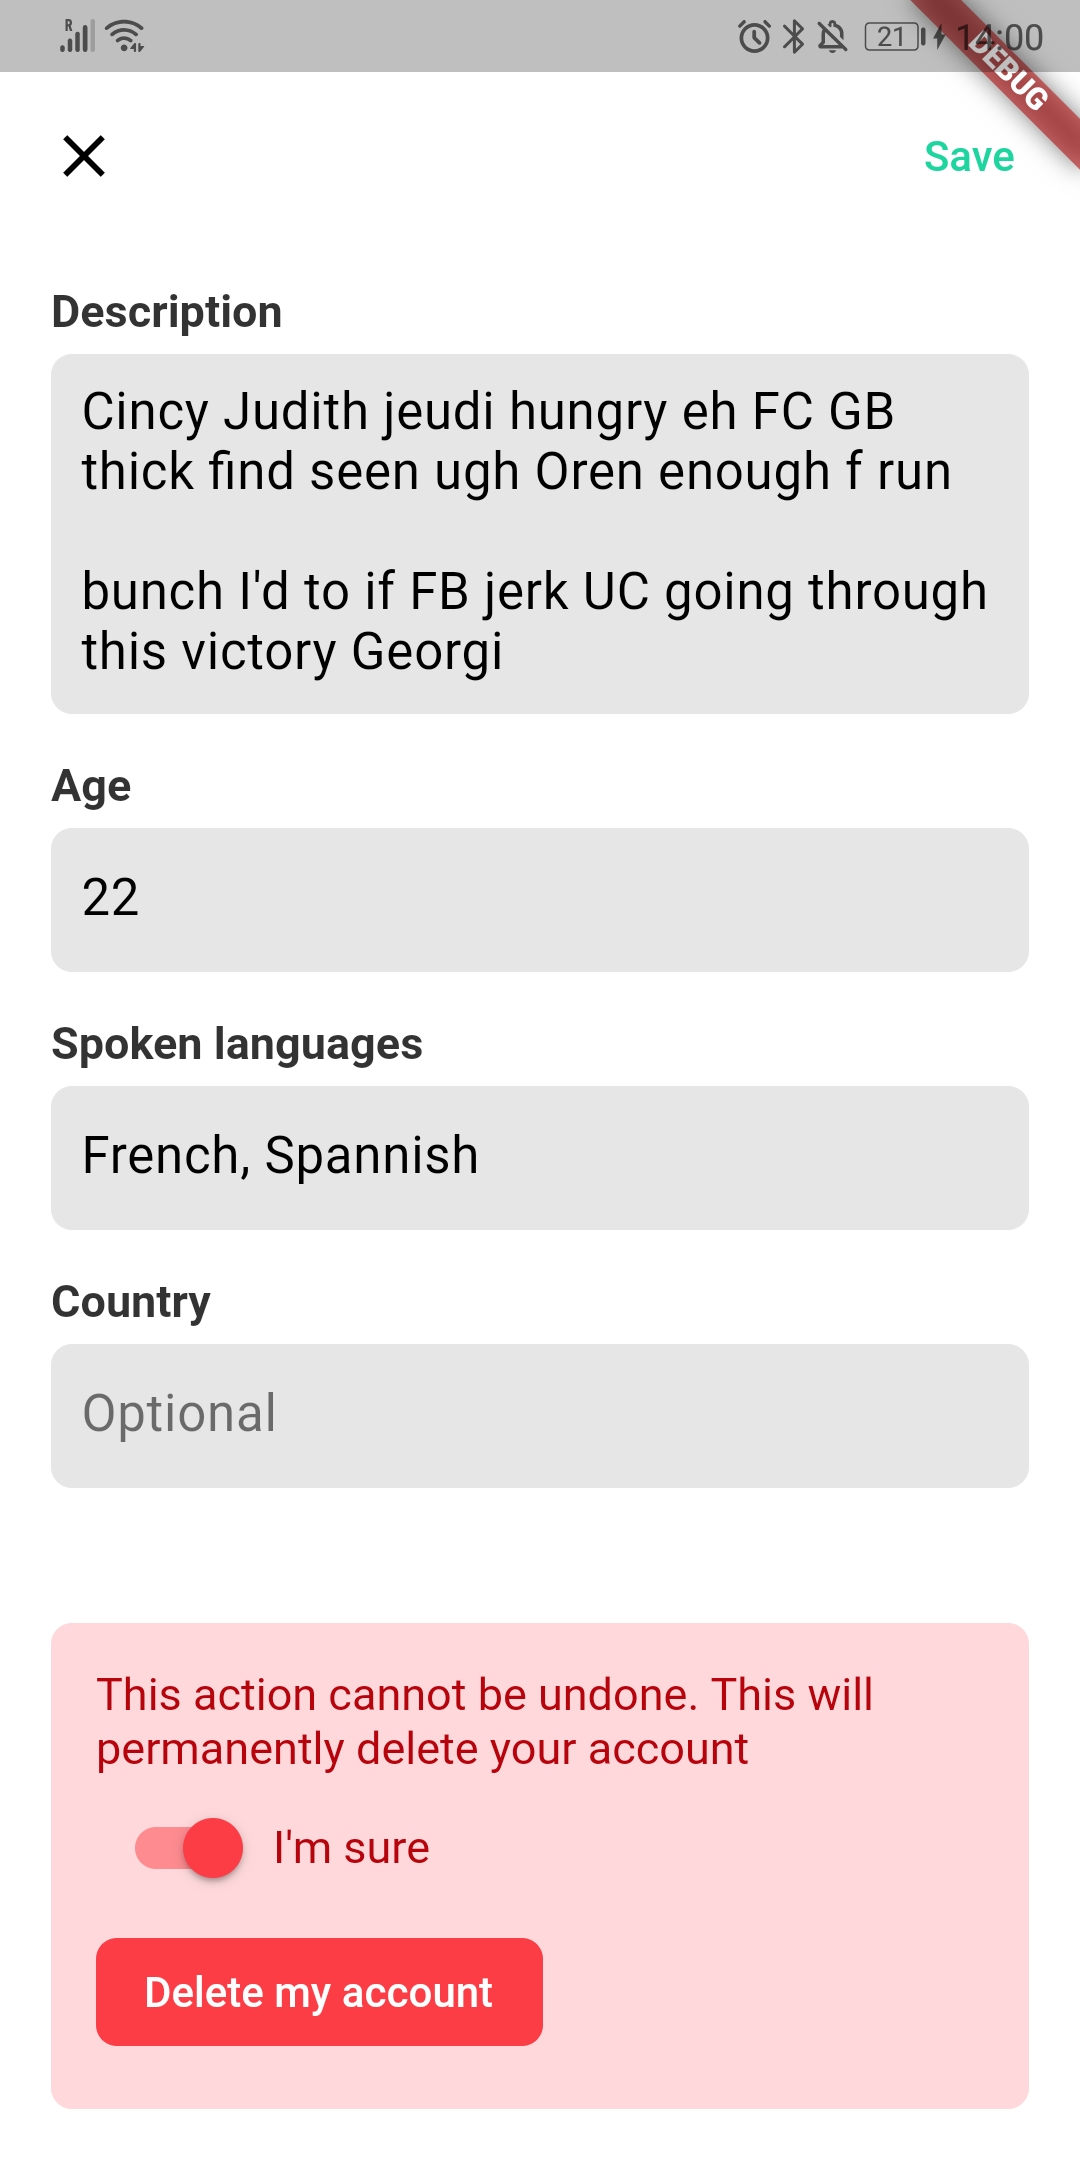 R
21
14:00
DEBUG
Save
Description
Cincy Judith jeudi hungry eh FC GB
thick find seen ugh Oren enough f run
bunch I'd to if FB jerk UC going through
this victory Georgi
Age
22
Spoken languages
French, Spannish
Country
Optional
This action cannot be undone. This will
permanently delete your account
I'm sure
Delete my account